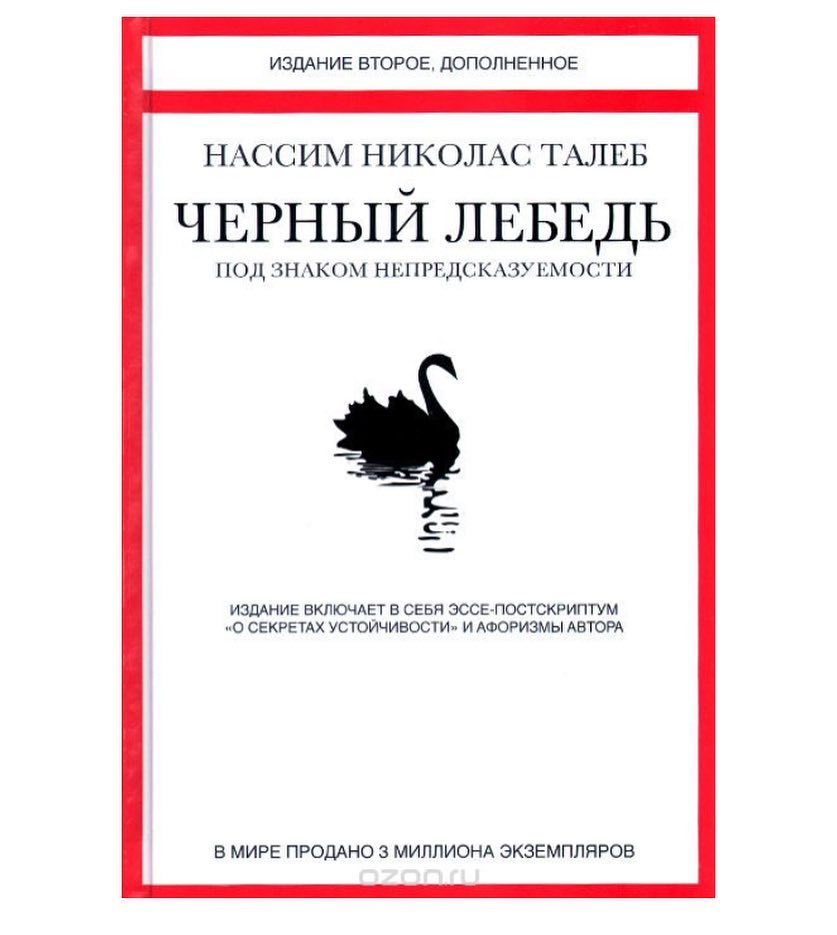 ИЗДАНИЕ ВТОРОЕ, ДОПОЛНЕННОЕ
НАССИМ НИКОЛАС ТАЛЕБ
ЧЕРНЫЙ ЛЕБЕДЬ
ПОД ЗНАКОМ НЕПРЕДСКАЗУЕМОСТИ
ИЗДАНИЕ ВКЛЮЧАЕТ В СЕБЯ ЭССЕ-ПОСТСКРИПТУМ
«О СЕКРЕТАХ УСТОЙЧИВОСТИ» И АФОРИЗМЫ АВТОРА
В МИРЕ ПРОДАНО 3 МИЛЛИОНА ЭКЗЕМПЛЯРОВ
ozon.ru